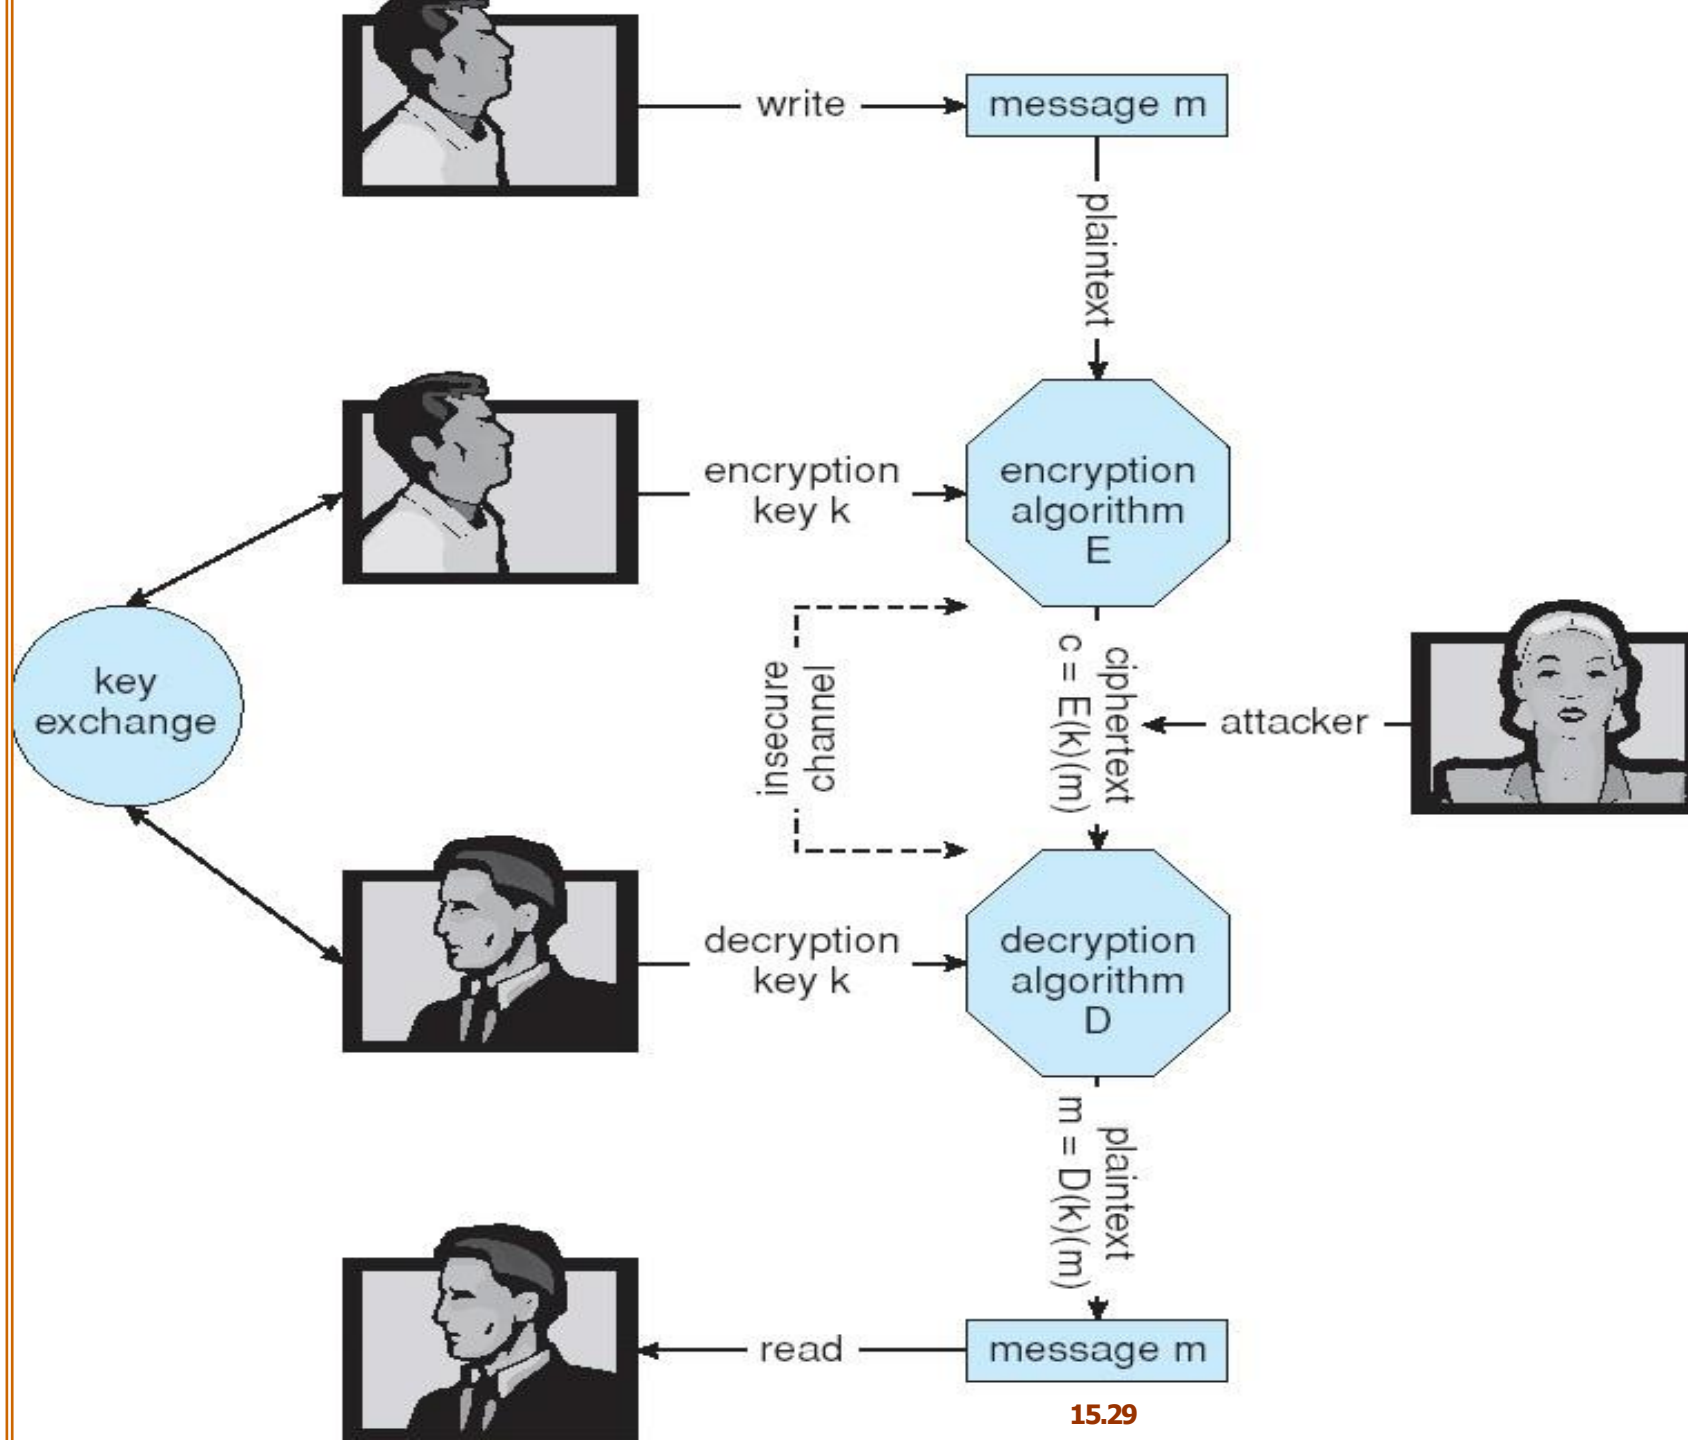 write
message m
plaintext
encryption
key k
encryption
algorithm
E
key
exchange
insecure
channel
ciphertext
c = E(k)(m)
attacker
decryption
key k
decryption
algorithm
D
plaintext
m = D(k)(m)
read
message m
15.29